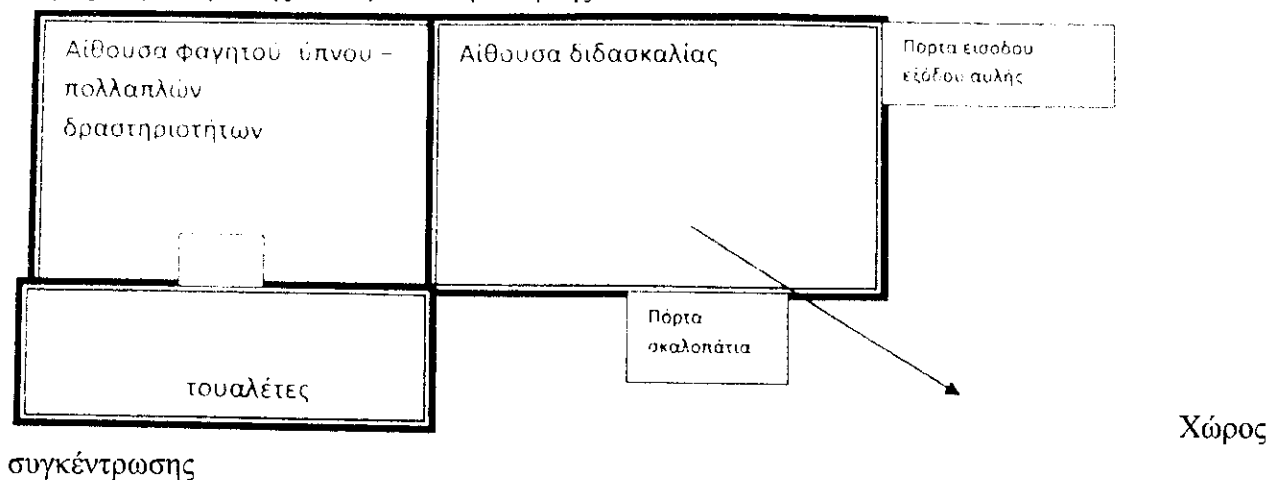 Αίθουσα φαγητού ύπνου –
πολλαπλών
δραστηριοτήτων
Αίθουσα διδασκαλίας
Πορτα εισοδου
εξόδου αυλής
Πόρτα
σκαλοπάτια
τουαλέτες
Χώρος
συγκέντρωσης